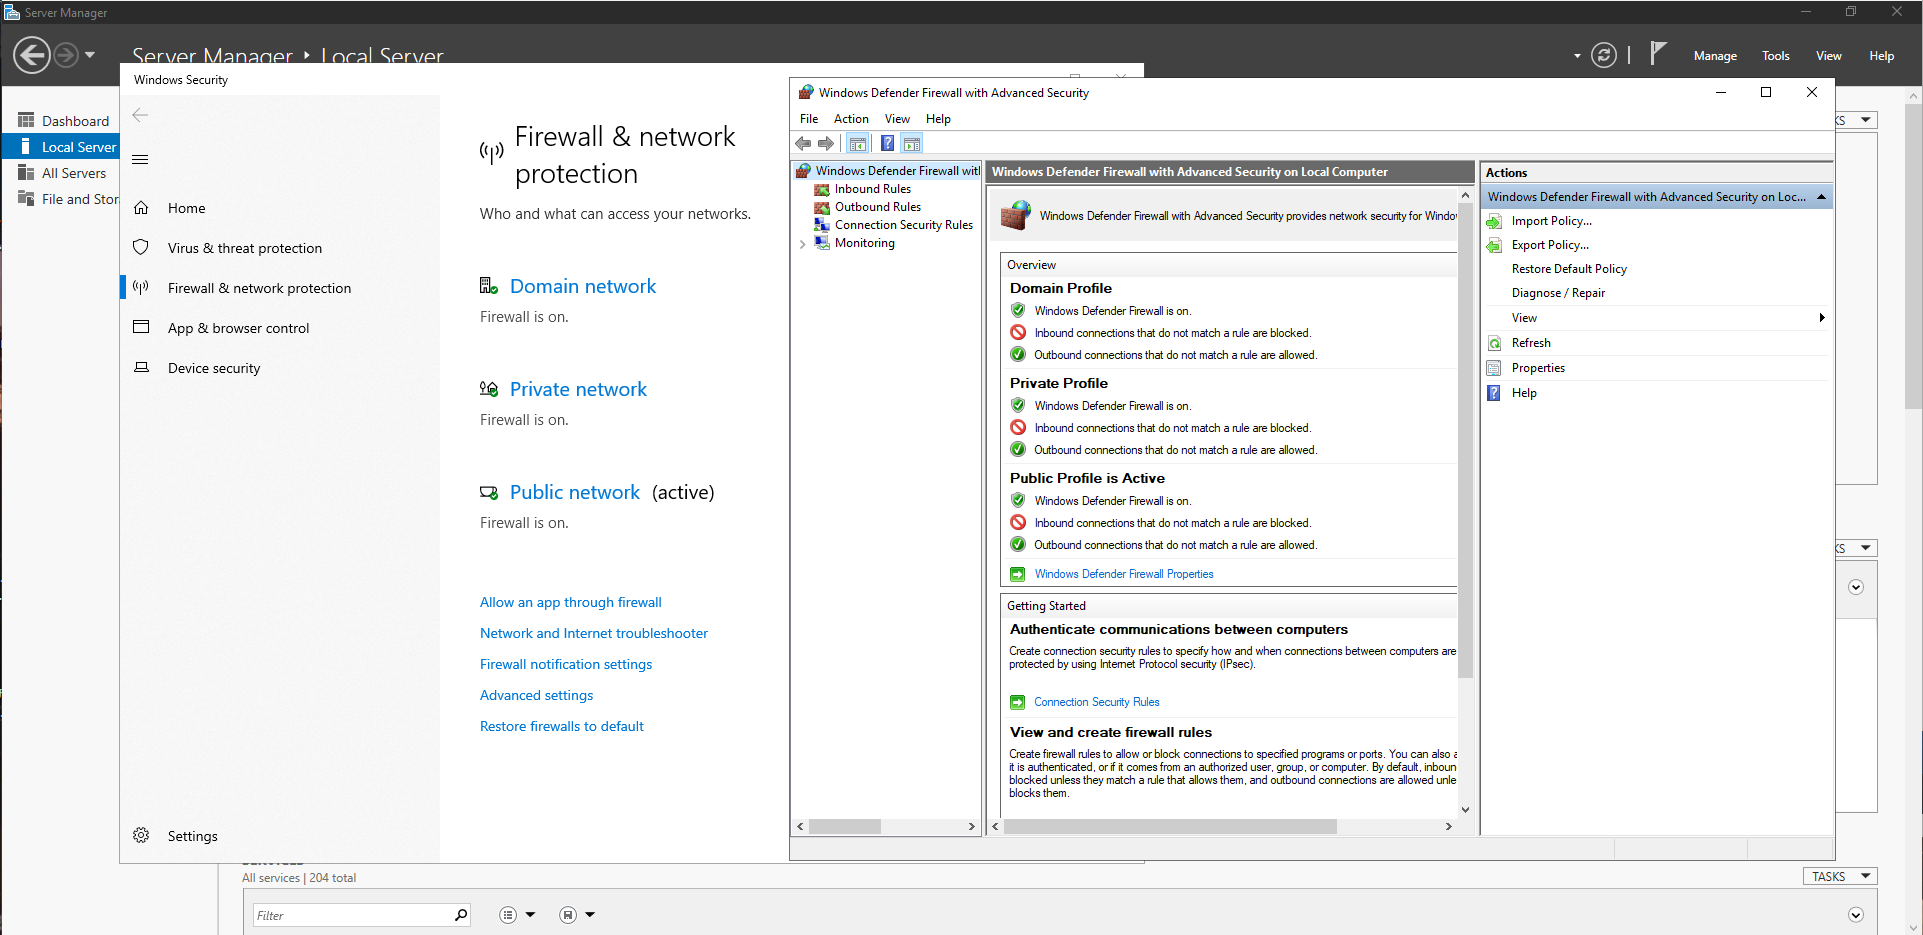 Server Manager
Server Manager • Local Server
Manage Tools View Help
Dashboard
Local Server
All Servers
File and Stor
Windows Security
Home
Virus & threat protection
Firewall & network protection
App & browser control
Device security
Settings
Firewall & network
protection
Who and what can access your networks.
Domain network
Firewall is on.
Private network
Firewall is on.
Public network (active)
Firewall is on.
Allow an app through firewall
Network and Internet troubleshooter
Firewall notification settings
Advanced settings
Restore firewalls to default
Windows Defender Firewall with Advanced Security
File Action View Help
Windows Defender Firewall wit
Inbound Rules
Outbound Rules
Connection Security Rules
Monitoring
Windows Defender Firewall with Advanced Security on Local Computer
Windows Defender Firewall with Advanced Security provides network security for Windo
Overview
Domain Profile
Windows Defender Firewall is on.
Inbound connections that do not match a rule are blocked.
Outbound connections that do not match a rule are allowed.
Private Profile
Windows Defender Firewall is on.
Inbound connections that do not match a rule are blocked.
Outbound connections that do not match a rule are allowed.
Public Profile is Active
Windows Defender Firewall is on.
Inbound connections that do not match a rule are blocked.
Outbound connections that do not match a rule are allowed.
Windows Defender Firewall Properties
Getting Started
Authenticate communications between computers
Create connection security rules to specify how and when connections between computers are
protected by using Internet Protocol security (IPsec).
Connection Security Rules
View and create firewall rules
Create firewall rules to allow or block connections to specified programs or ports. You can also a
it is authenticated, or if it comes from an authorized user, group, or computer. By default, inboun
blocked unless they match a rule that allows them, and outbound connections are allowed unle
blocks them.
Actions
Windows Defender Firewall with Advanced Security on Loc...
Import Policy...
Export Policy...
Restore Default Policy
Diagnose / Repair
View
Refresh
Properties
Help
KS
KS
All services | 204 total
TASKS
Filter